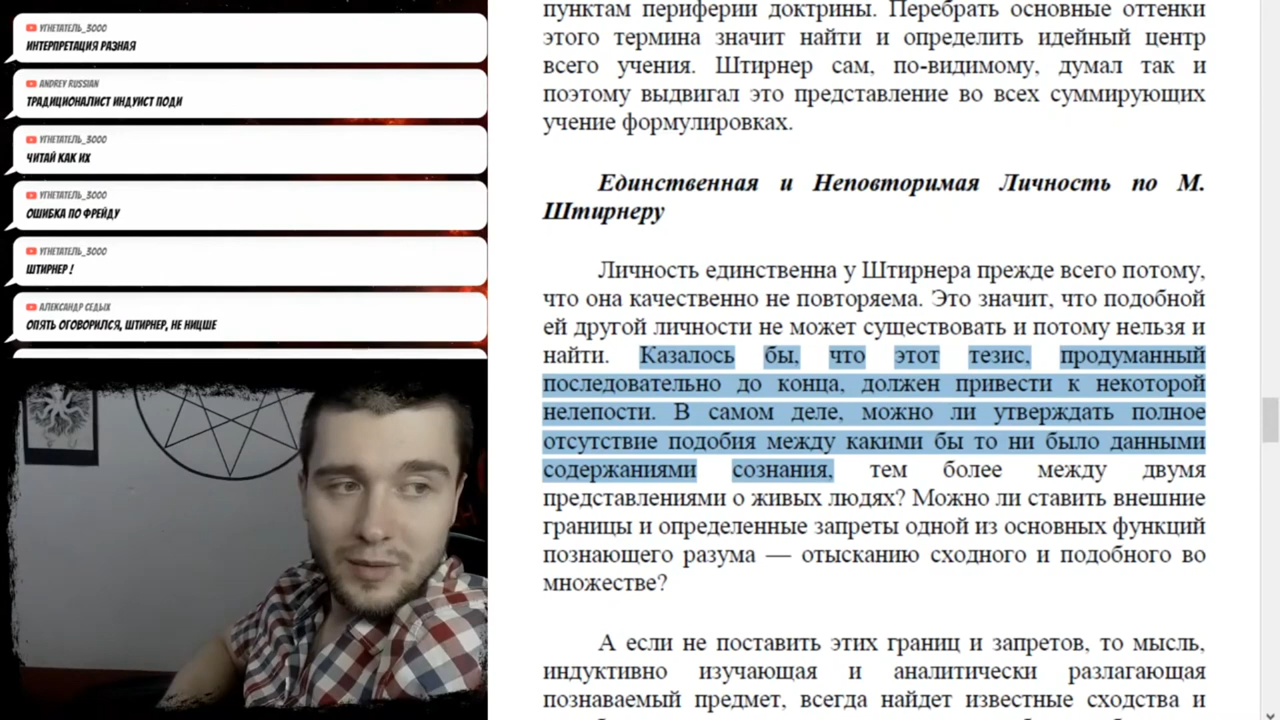 УГНЕТАТЕЛЬ_3000
ИНТЕРПРЕТАЦИЯ РАЗНАЯ
ANDREY RUSSIAN
ТРАДИЦИОНАЛИСТ ИНДУИСТ ПОДИ
УГНЕТАТЕЛЬ_3000
ЧИТАЙ КАК ИХ
УГНЕТАТЕЛЬ_3000
ОШИБКА ПО ФРЕЙДУ
УГНЕТАТЕЛЬ_3000
ШТИРНЕР !
АЛЕКСАНДР СЕДЫХ
ОПЯТЬ ОГОВОРИЛСЯ, ШТИРНЕР, НЕ НИЦШЕ
пунктам периферии доктрины. Перебрать основные оттенки
этого термина значит найти и определить идейный центр
всего учения. Штирнер сам, по-видимому, думал так и
поэтому выдвигал это представление во всех суммирующих
учение формулировках.
Единственная и Неповторимая Личность по М.
Штирнеру
Личность единственна у Штирнера прежде всего потому,
что она качественно не повторяема. Это значит, что подобной
ей другой личности не может существовать и потому нельзя и
найти. Казалось бы, что этот тезис, продуманный
последовательно до конца, должен привести к некоторой
нелепости. В самом деле, можно ли утверждать полное
отсутствие подобия между какими бы то ни было данными
содержаниями сознания, тем более между двумя
представлениями о живых людях? Можно ли ставить внешние
границы и определенные запреты одной из основных функций
познающего разума — отысканию сходного и подобного во
множестве?
А если не поставить этих границ и запретов, то мысль,
индуктивно изучающая и аналитически разлагающая
познаваемый предмет, всегда найдет известные сходства и